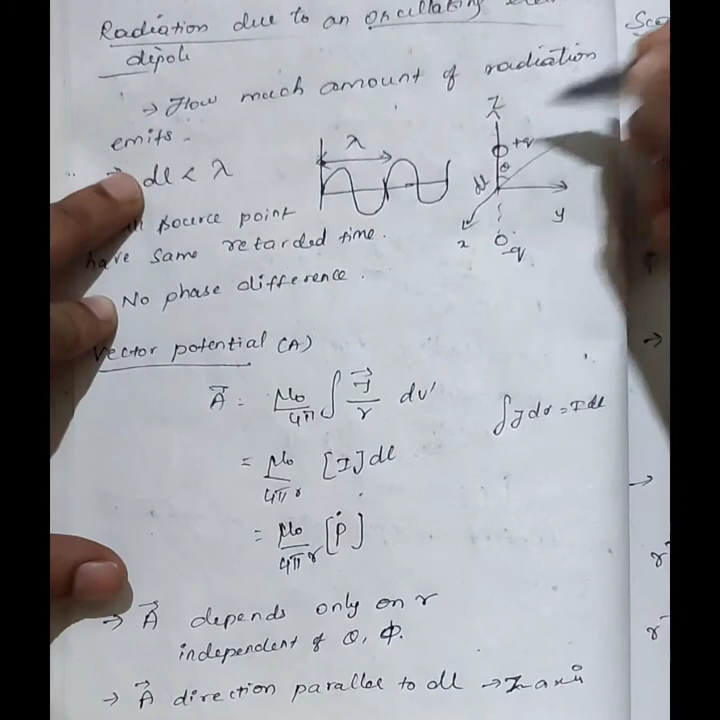 Radiation due to an oscillating
dipole
→ How much amount of radiation
emits.
→ dl < λ
λ
Z
+q
θ
dl
y
x
-q
source point
have same retarded time.
No phase difference.
Vector potential (A)
A⃗ = μ₀/4π ∫ J⃗/r dv'
∫J dv = I dl
= μ₀/4πr [I]dl
= μ₀/4πr [Ṗ]
→ A⃗ depends only on r
independent of θ, φ.
→ A⃗ direction parallel to dl → Z axis
→
→
r
r